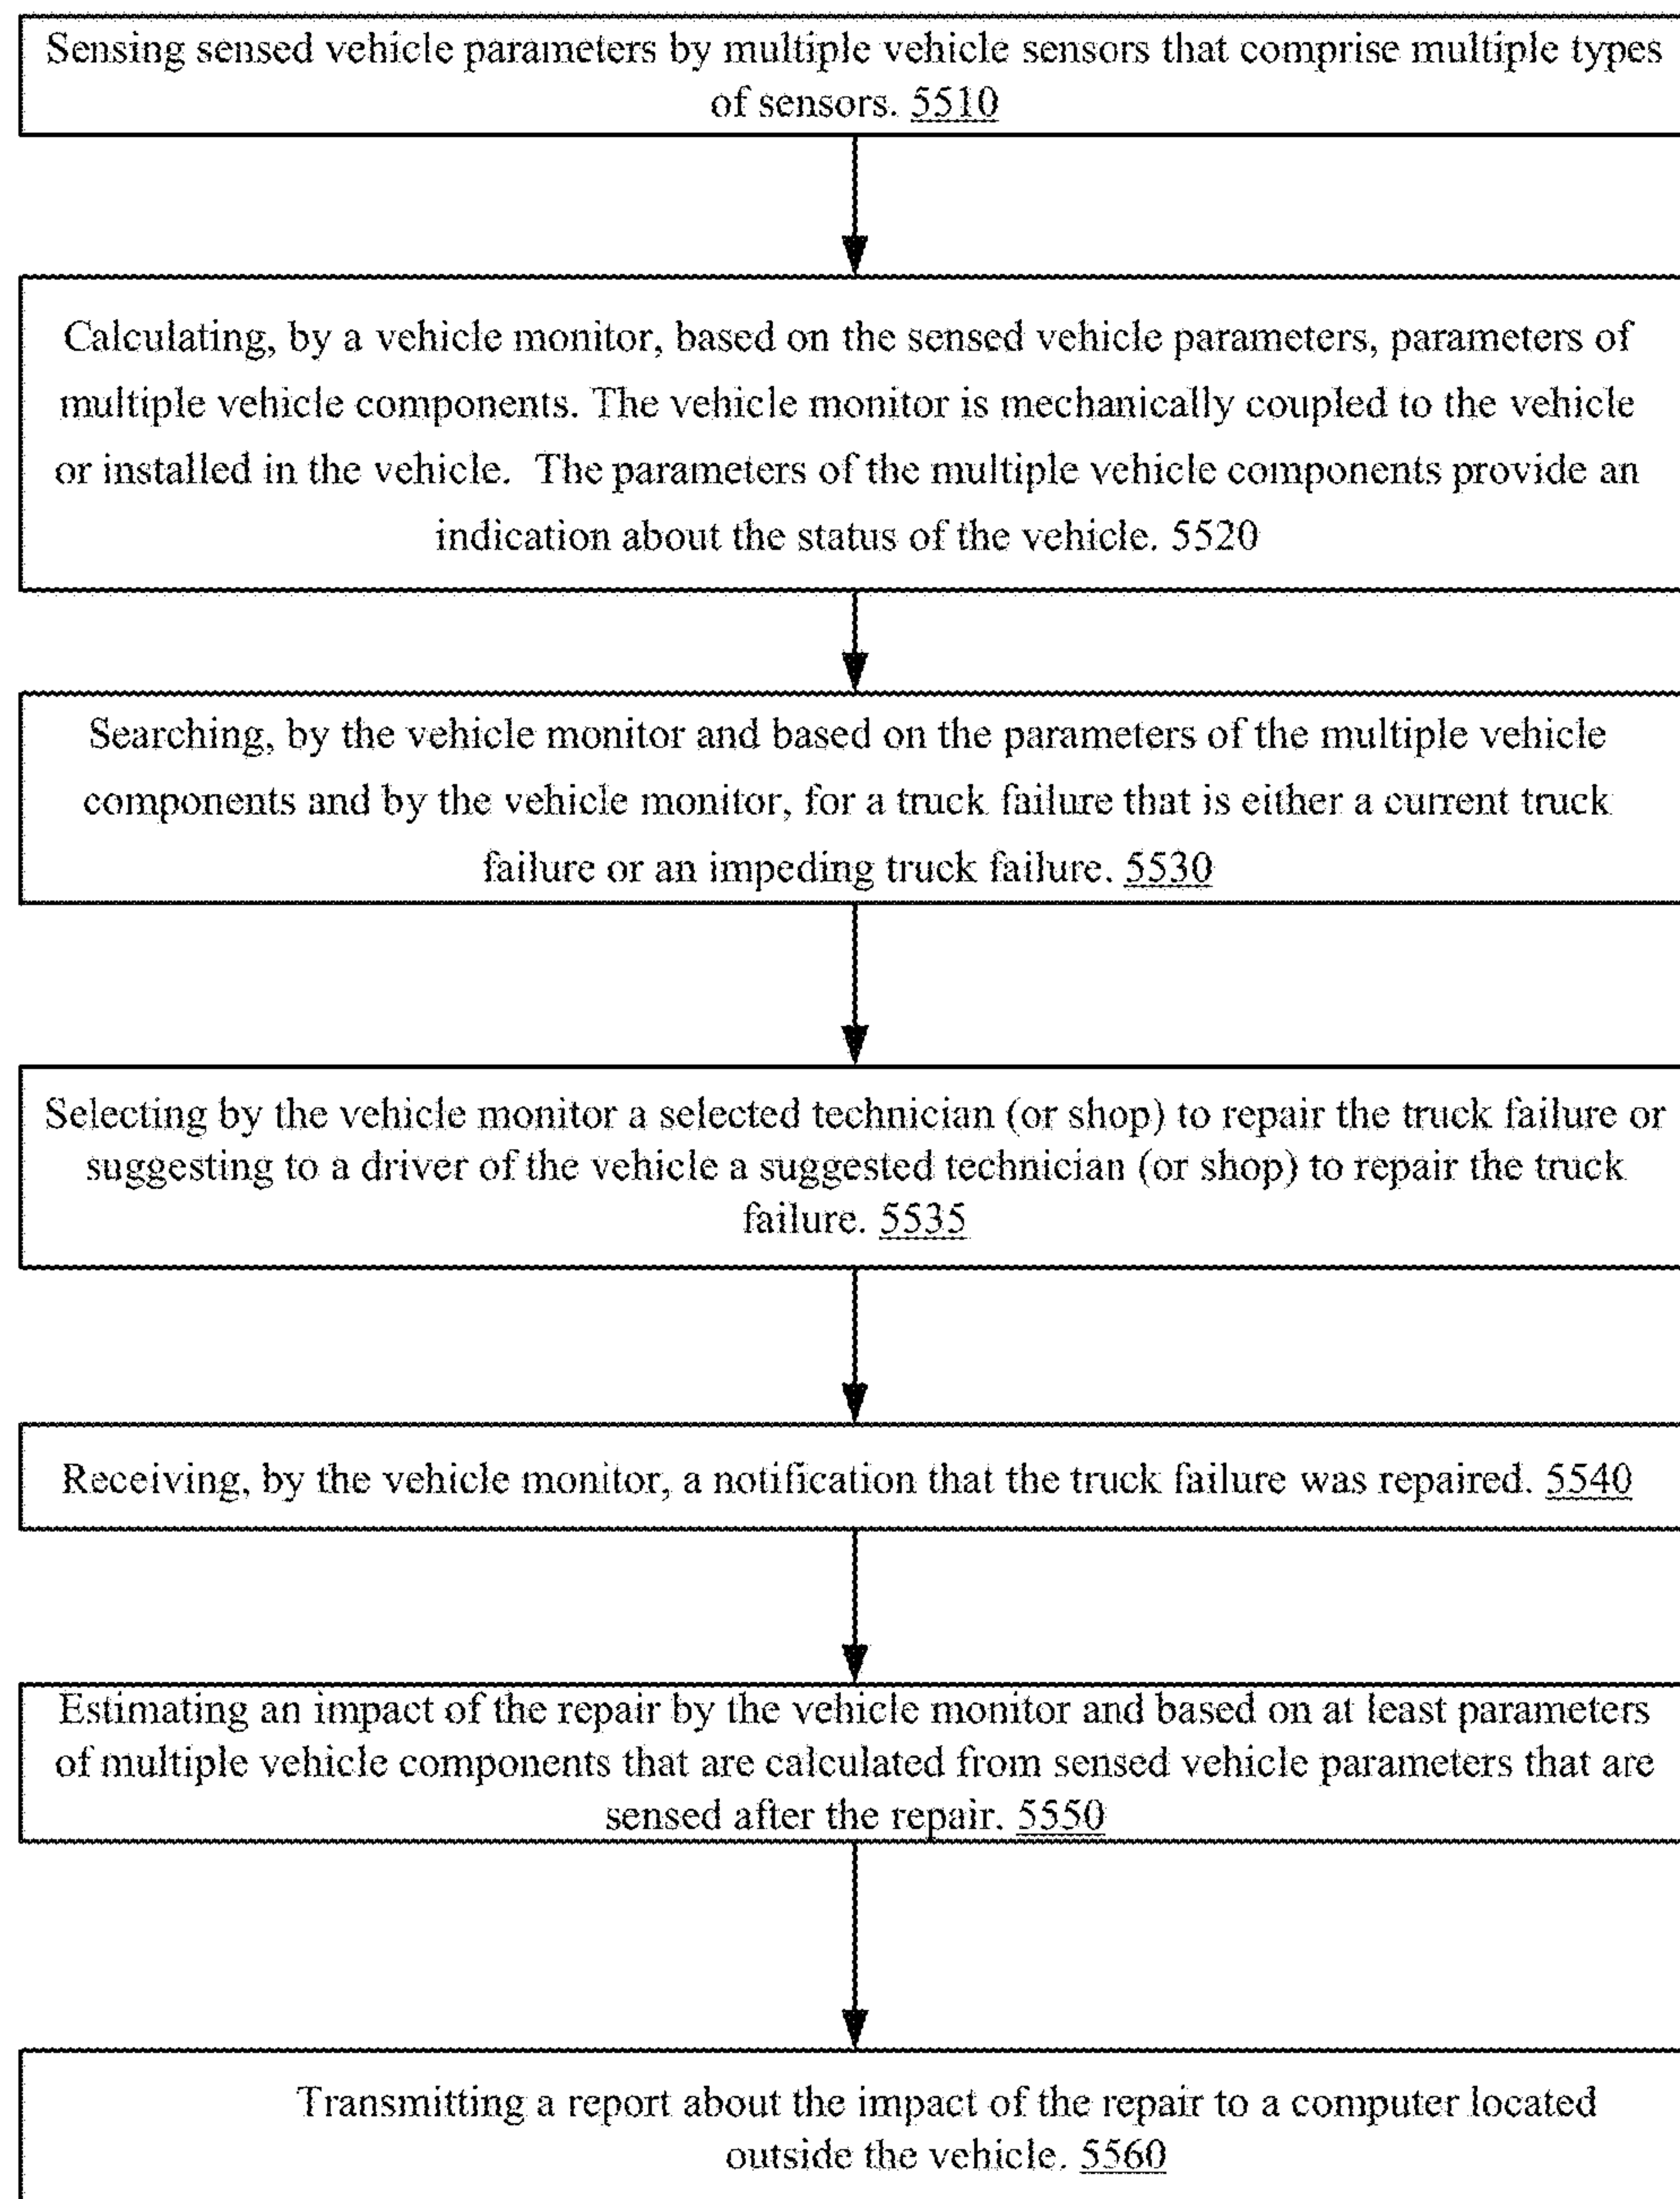 Sensing sensed vehicle parameters by multiple vehicle sensors that comprise multiple types
of sensors. 5510
Calculating, by a vehicle monitor, based on the sensed vehicle parameters, parameters of
multiple vehicle components. The vehicle monitor is mechanically coupled to the vehicle
or installed in the vehicle.  The parameters of the multiple vehicle components provide an
indication about the status of the vehicle. 5520
Searching, by the vehicle monitor and based on the parameters of the multiple vehicle
components and by the vehicle monitor, for a truck failure that is either a current truck
failure or an impeding truck failure. 5530
Selecting by the vehicle monitor a selected technician (or shop) to repair the truck failure or
suggesting to a driver of the vehicle a suggested technician (or shop) to repair the truck
failure. 5535
Receiving, by the vehicle monitor, a notification that the truck failure was repaired. 5540
Estimating an impact of the repair by the vehicle monitor and based on at least parameters
of multiple vehicle components that are calculated from sensed vehicle parameters that are
sensed after the repair. 5550
Transmitting a report about the impact of the repair to a computer located
outside the vehicle. 5560